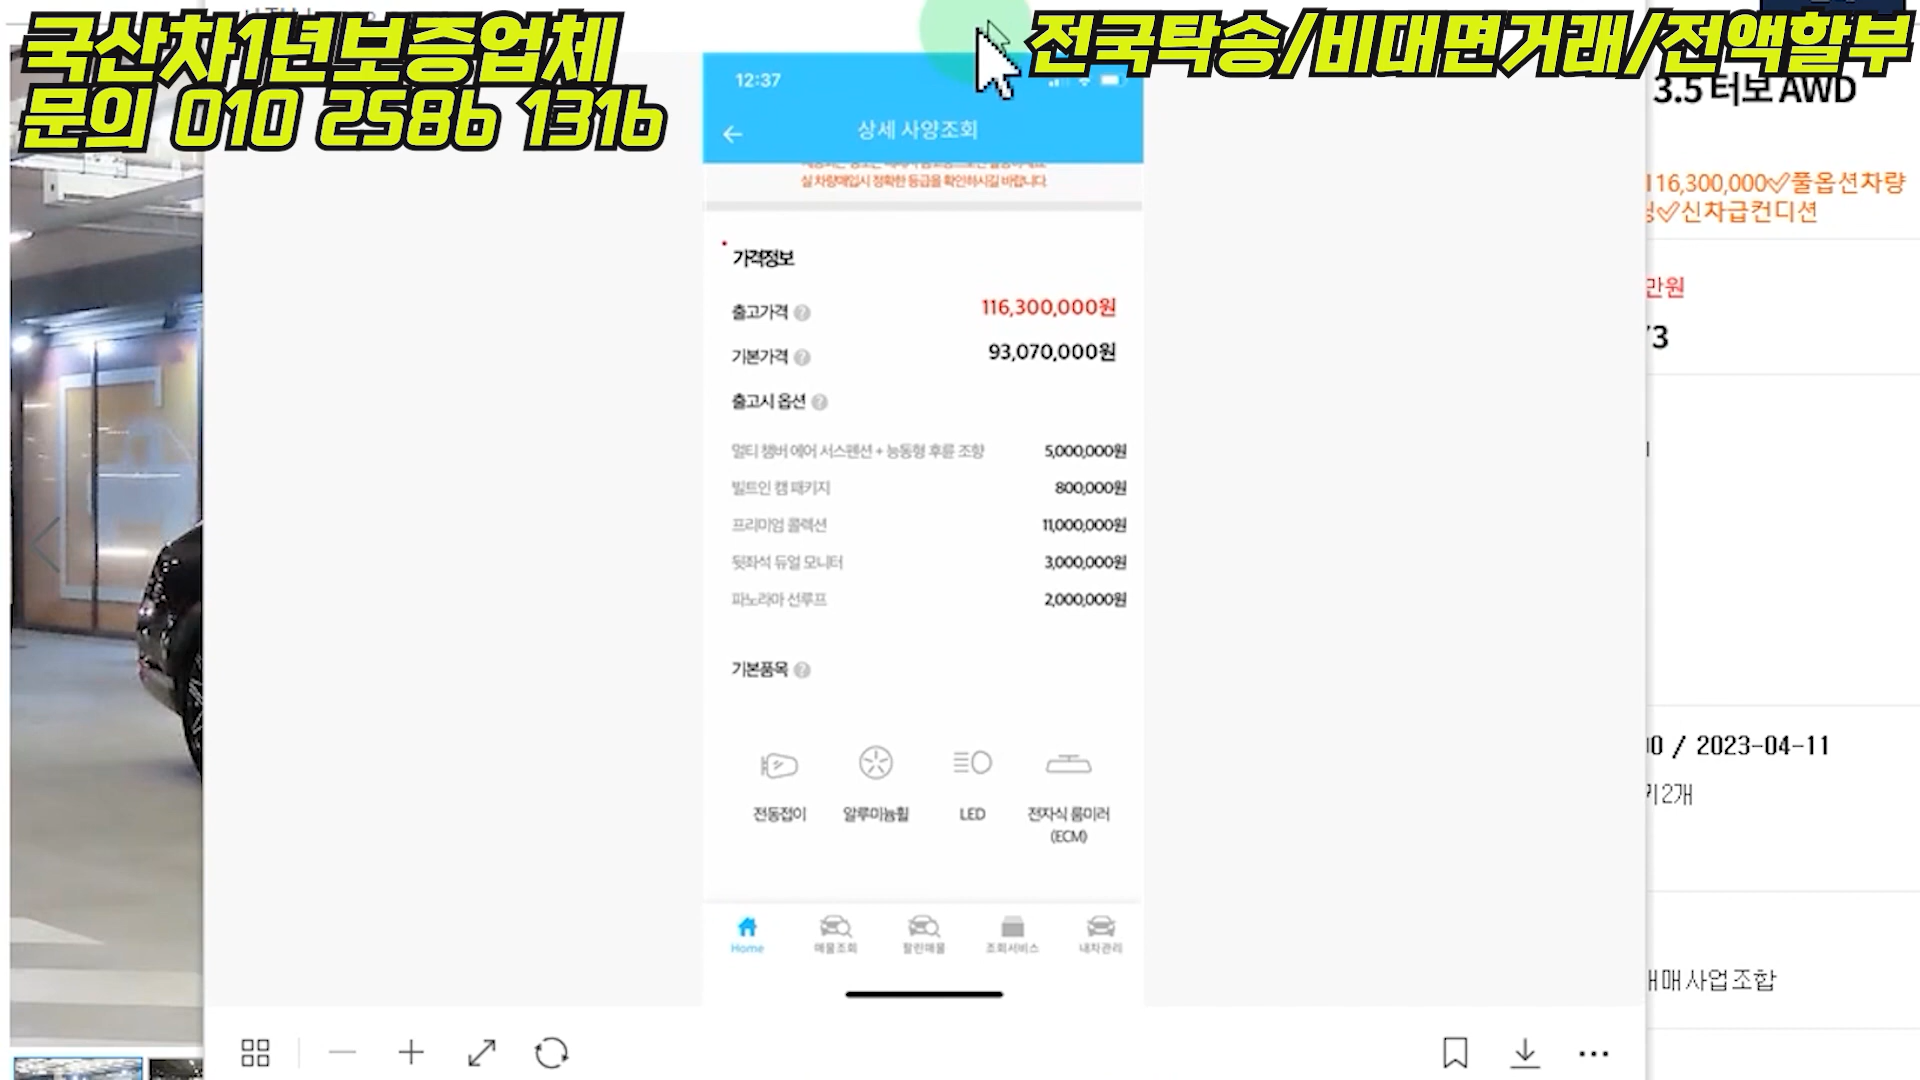 국산차1년보증업체
문의 010 2586 1316
전국탁송/비대면거래/전액할부
3.5 터보 AWD
12:37
상세 사양조회
실 차량매입시 정확한 등급을 확인하시길 바랍니다.
가격정보
출고가격 ? 116,300,000원
기본가격 ? 93,070,000원
출고시 옵션 ?
멀티 챔버 에어 서스펜션 + 능동형 후륜 조향 5,000,000원
빌트인 캠 패키지 800,000원
프리미엄 콜렉션 11,000,000원
뒷좌석 듀얼 모니터 3,000,000원
파노라마 선루프 2,000,000원
기본품목 ?
전동접이 알루미늄휠 LED 전자식 룸미러
(ECM)
Home 매물조회 팔린매물 조회서비스 내차관리
116,300,000✓풀옵션차량
✓신차급컨디션
만원
/ 2023-04-11
키2개
매매사업조합